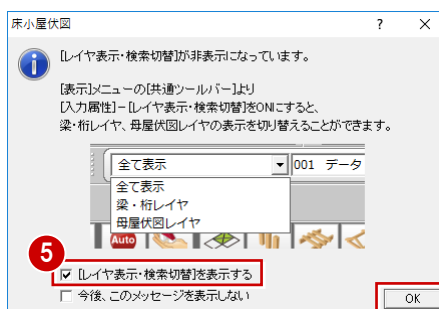 床小屋伏図
? ×
[レイヤ表示・検索切替]が非表示になっています。
[表示]メニューの[共通ツールバー]より
[入力属性]－[レイヤ表示・検索切替]をONにすると、
梁・桁レイヤ、母屋伏図レイヤの表示を切り替えることができます。
全て表示 001 データ
全て表示
梁・桁レイヤ
母屋伏図レイヤ
Auto
5
[レイヤ表示・検索切替]を表示する
今後、このメッセージを表示しない
OK